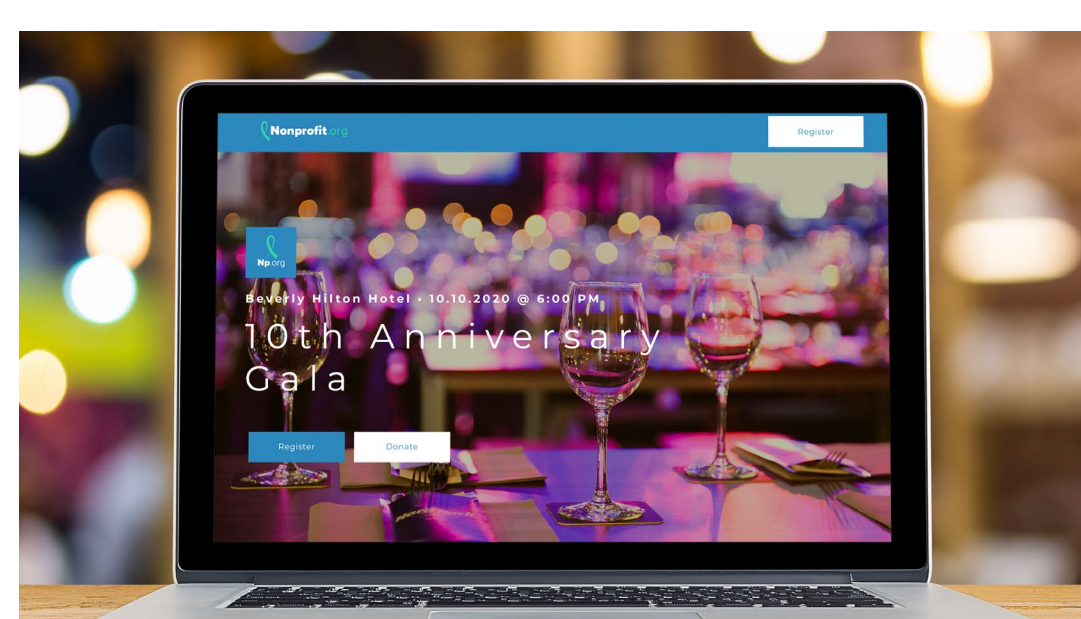 Nonprofit.org
Register
Np.org
Beverly Hilton Hotel • 10.10.2020 @ 6:00 PM
10th Anniversary
Gala
Register
Donate